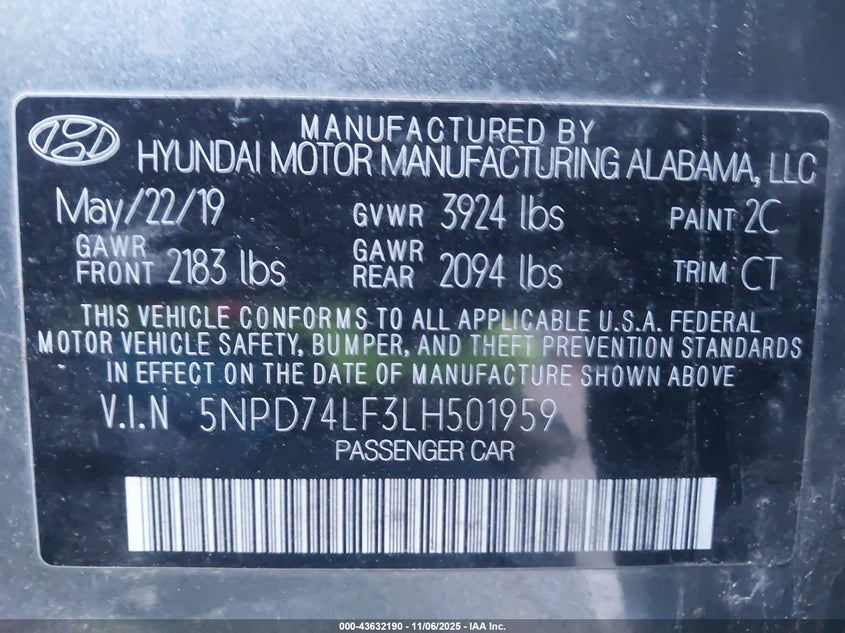 MANUFACTURED BY
HYUNDAI MOTOR MANUFACTURING ALABAMA, LLC
May/22/19 GVWR 3924 lbs PAINT 2C
GAWR FRONT 2183 lbs GAWR REAR 2094 lbs TRIM CT
THIS VEHICLE CONFORMS TO ALL APPLICABLE U.S.A. FEDERAL
MOTOR VEHICLE SAFETY, BUMPER, AND THEFT PREVENTION STANDARDS
IN EFFECT ON THE DATE OF MANUFACTURE SHOWN ABOVE
V.I.N 5NPD74LF3LH501959
PASSENGER CAR
000-43632190 - 11/06/2025 - IAA Inc.